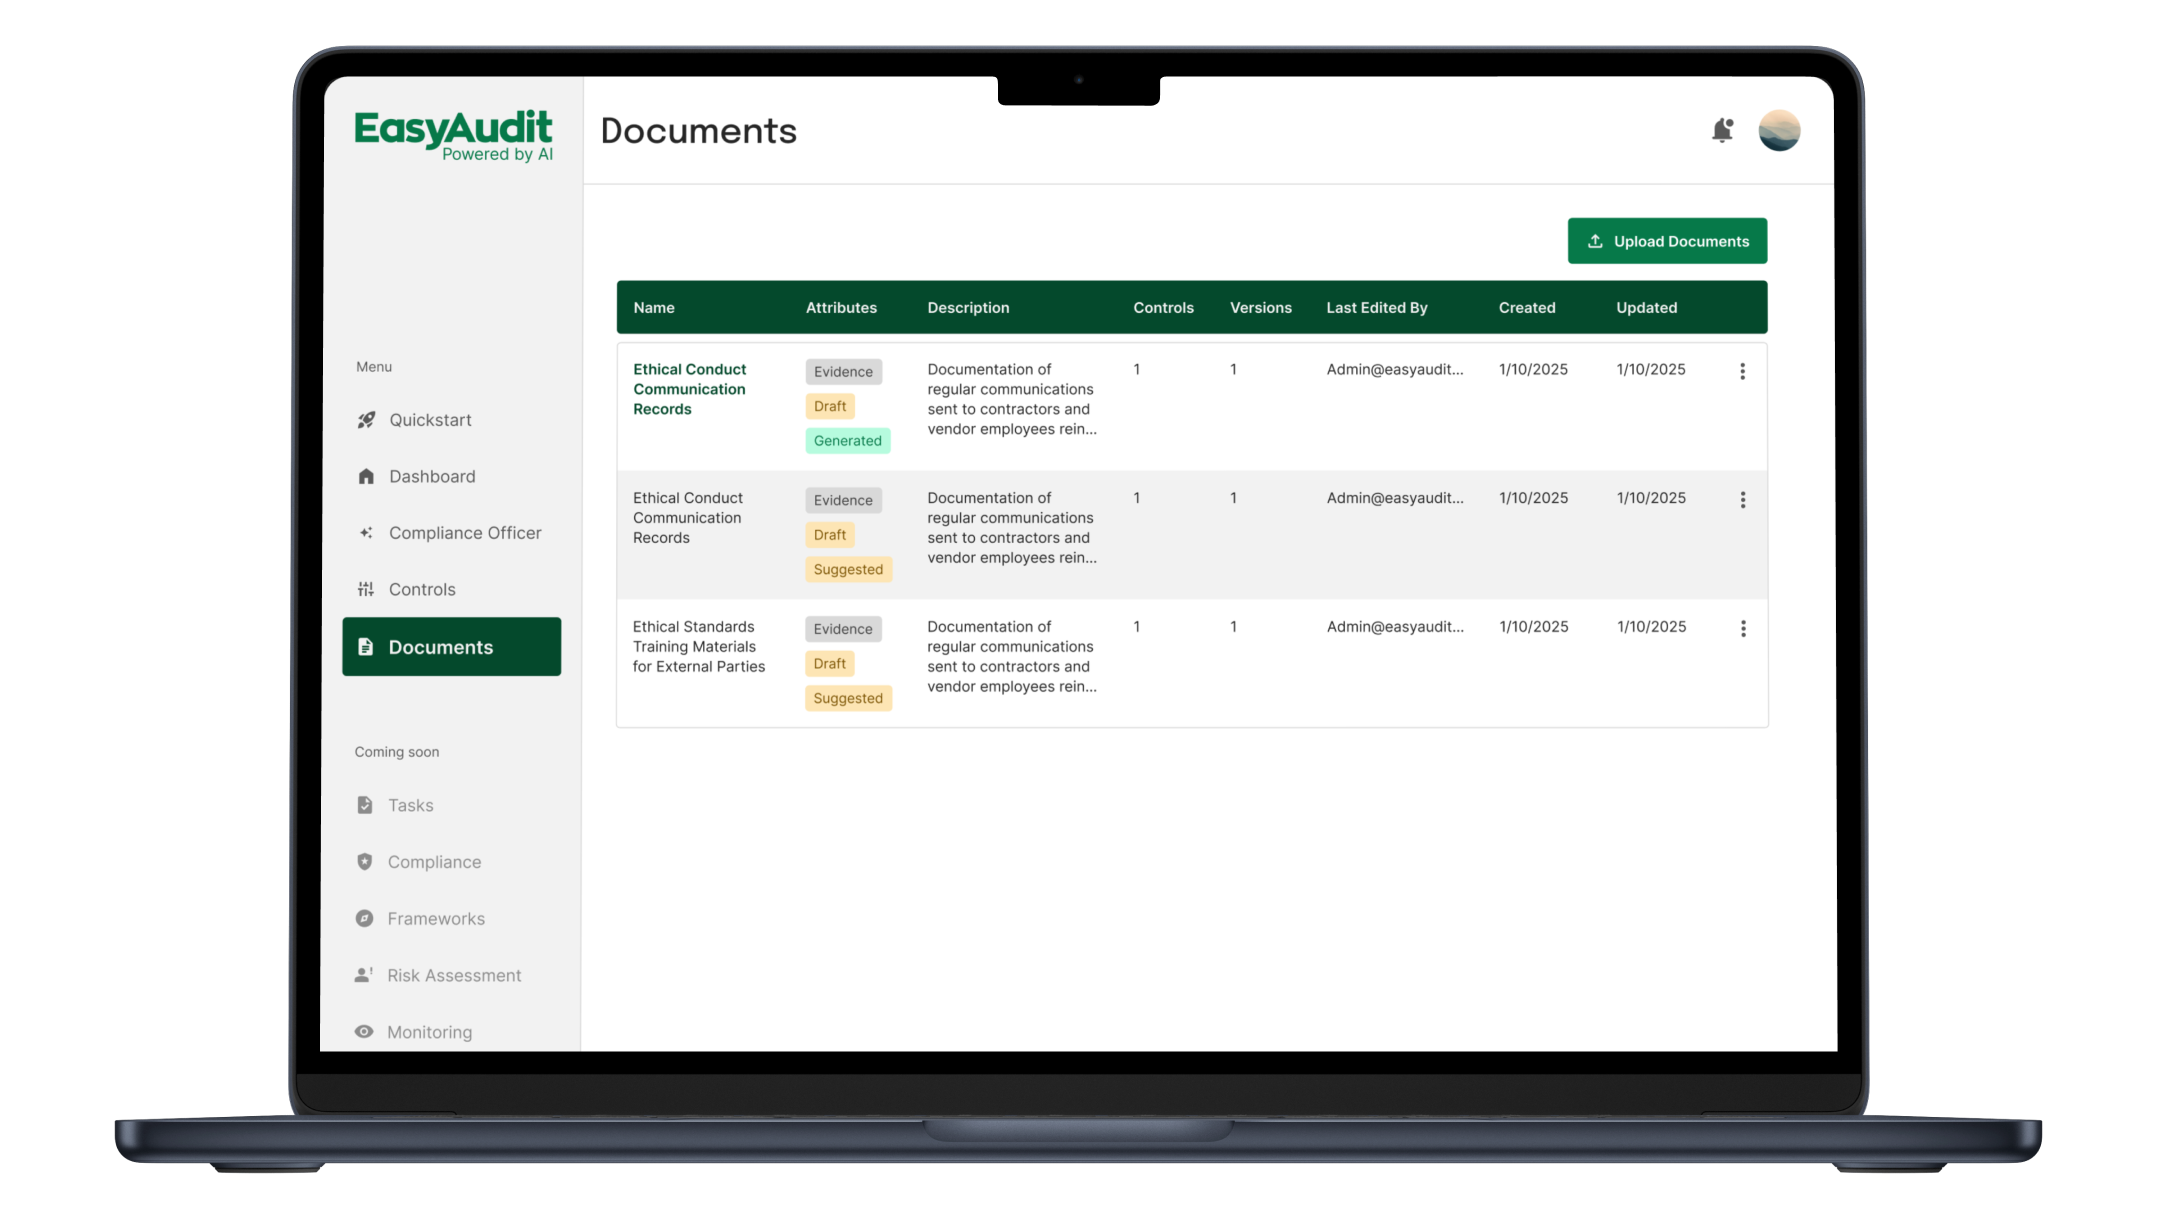 EasyAudit
Powered by AI
Documents
Upload Documents
Menu
Quickstart
Dashboard
Compliance Officer
Controls
Documents
Coming soon
Tasks
Compliance
Frameworks
Risk Assessment
Monitoring
Name Attributes Description Controls Versions Last Edited By Created Updated
Ethical Conduct
Communication
Records
Evidence
Draft
Generated
Documentation of
regular communications
sent to contractors and
vendor employees rein...
1 1 Admin@easyaudit... 1/10/2025 1/10/2025
Ethical Conduct
Communication
Records
Evidence
Draft
Suggested
Documentation of
regular communications
sent to contractors and
vendor employees rein...
1 1 Admin@easyaudit... 1/10/2025 1/10/2025
Ethical Standards
Training Materials
for External Parties
Evidence
Draft
Suggested
Documentation of
regular communications
sent to contractors and
vendor employees rein...
1 1 Admin@easyaudit... 1/10/2025 1/10/2025